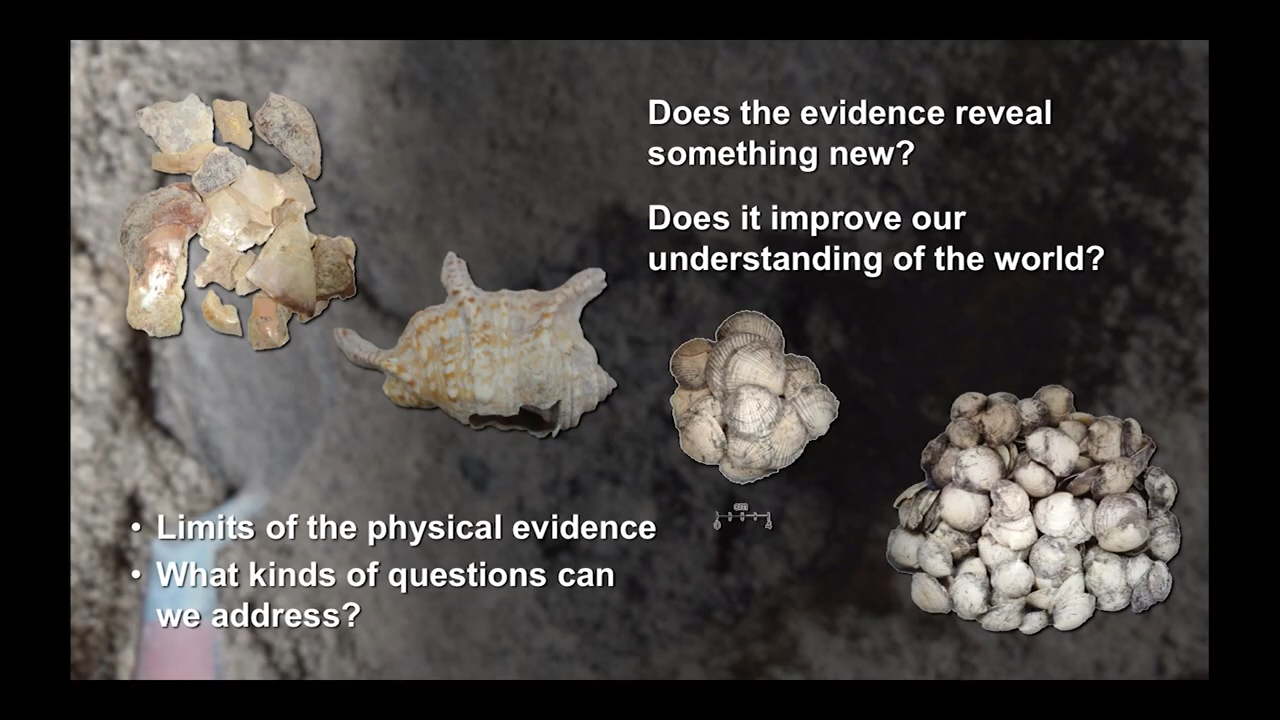 Does the evidence reveal
something new?
Does it improve our
understanding of the world?
• Limits of the physical evidence
• What kinds of questions can
we address?